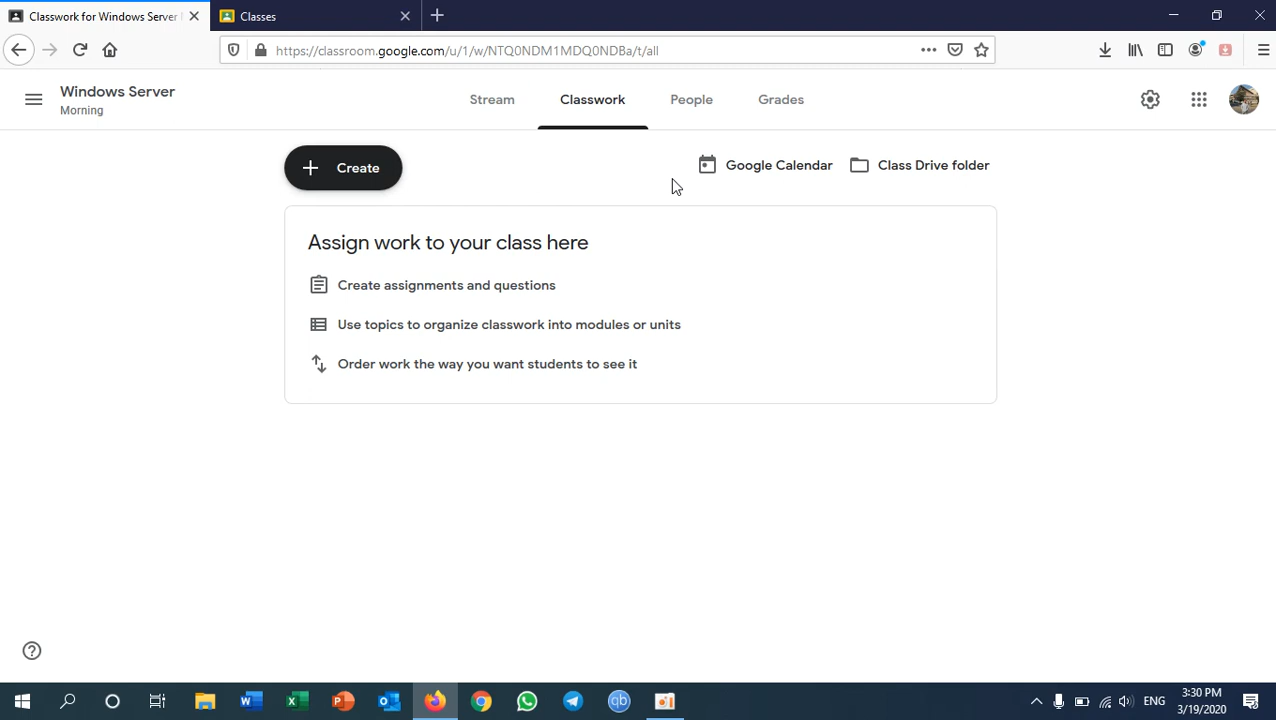 Classwork for Windows Server
Classes
https://classroom.google.com/u/1/w/NTQ0NDM1MDQ0NDBa/t/all
Windows Server
Morning
Stream
Classwork
People
Grades
Create
Google Calendar
Class Drive folder
Assign work to your class here
Create assignments and questions
Use topics to organize classwork into modules or units
Order work the way you want students to see it
ENG
3:30 PM
3/19/2020